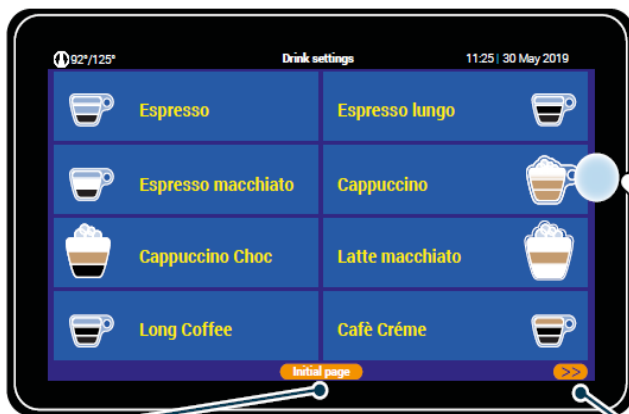 92°/125° Drink settings 11:25 | 30 May 2019
Espresso Espresso lungo
Espresso macchiato Cappuccino
Cappuccino Choc Latte macchiato
Long Coffee Cafè Créme
Initial page >>